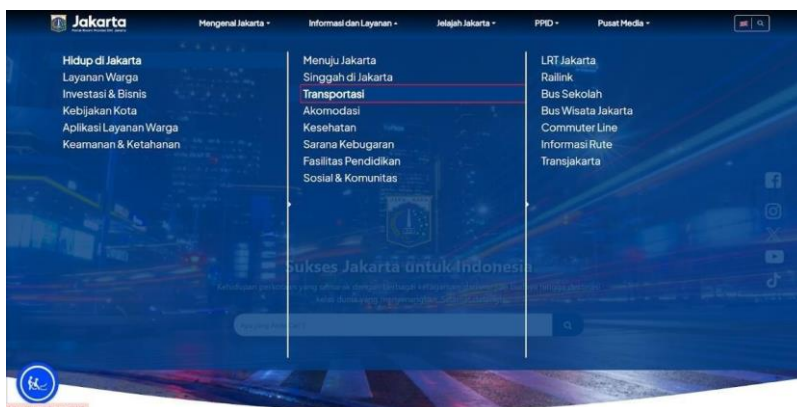 Jakarta
Mengenal Jakarta
Informasi dan Layanan
Jelajah Jakarta
PPID
Pusat Media
Hidup di Jakarta
Layanan Warga
Investasi & Bisnis
Kebijakan Kota
Aplikasi Layanan Warga
Keamanan & Ketahanan
Menuju Jakarta
Singgah di Jakarta
Transportasi
Akomodasi
Kesehatan
Sarana Kebugaran
Fasilitas Pendidikan
Sosial & Komunitas
LRT Jakarta
Railink
Bus Sekolah
Bus Wisata Jakarta
Commuter Line
Informasi Rute
Transjakarta
Sukses Jakarta untuk Indonesia